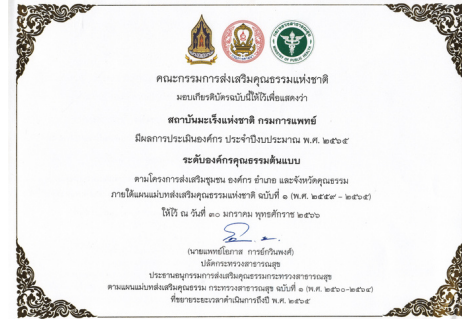 คณะกรรมการส่งเสริมคุณธรรมแห่งชาติ
มอบเกียรติบัตรฉบับนี้ให้ไว้เพื่อแสดงว่า
สถาบันมะเร็งแห่งชาติ กรมการแพทย์
มีผลการประเมินองค์กร ประจำปีงบประมาณ พ.ศ. ๒๕๖๕
ระดับองค์กรคุณธรรมต้นแบบ
ตามโครงการส่งเสริมชุมชน องค์กร อำเภอ และจังหวัดคุณธรรม
ภายใต้แผนแม่บทส่งเสริมคุณธรรมแห่งชาติ ฉบับที่ ๑ (พ.ศ. ๒๕๕๙ - ๒๕๖๕)
ให้ไว้ ณ วันที่ ๓๐ มกราคม พุทธศักราช ๒๕๖๖
(นายแพทย์โอภาส การย์กวินพงศ์)
ปลัดกระทรวงสาธารณสุข
ประธานอนุกรรมการส่งเสริมคุณธรรมกระทรวงสาธารณสุข
ตามแผนแม่บทส่งเสริมคุณธรรม กระทรวงสาธารณสุข ฉบับที่ ๑ (พ.ศ. ๒๕๖๐-๒๕๖๔)
ที่ขยายระยะเวลาดำเนินการถึงปี พ.ศ. ๒๕๖๕